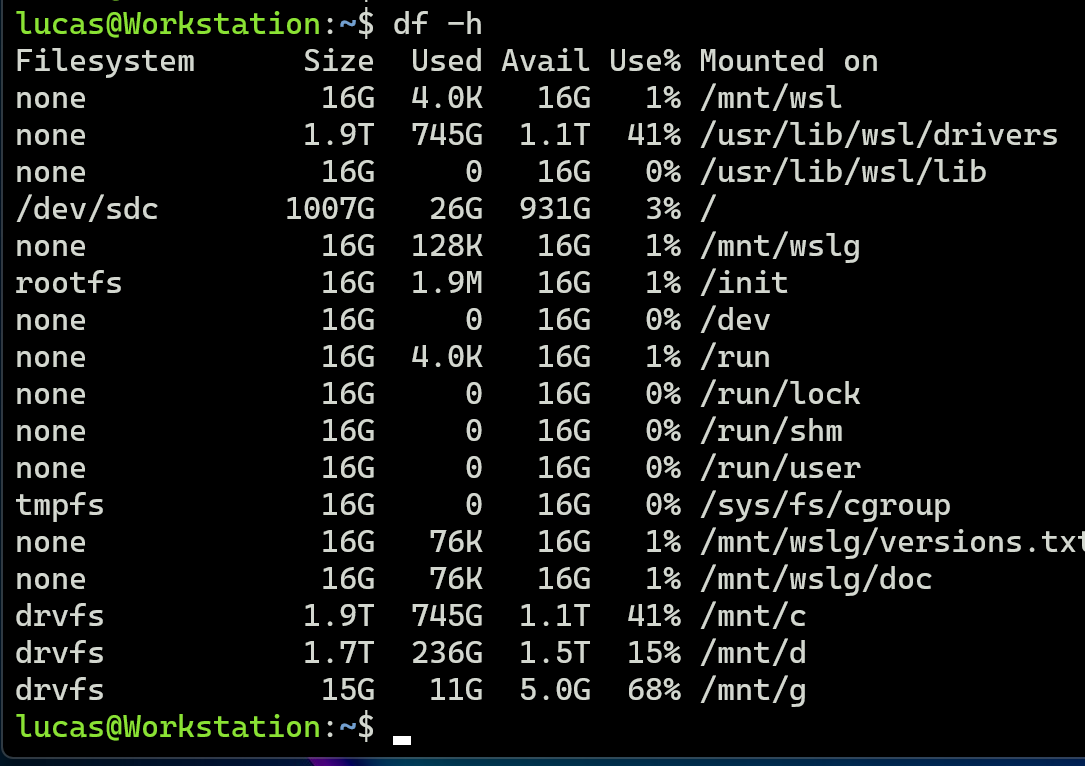 lucas@Workstation:~$ df -h
Filesystem      Size  Used Avail Use% Mounted on
none             16G  4.0K   16G   1% /mnt/wsl
none            1.9T  745G  1.1T  41% /usr/lib/wsl/drivers
none             16G     0   16G   0% /usr/lib/wsl/lib
/dev/sdc       1007G   26G  931G   3% /
none             16G  128K   16G   1% /mnt/wslg
rootfs           16G  1.9M   16G   1% /init
none             16G     0   16G   0% /dev
none             16G  4.0K   16G   1% /run
none             16G     0   16G   0% /run/lock
none             16G     0   16G   0% /run/shm
none             16G     0   16G   0% /run/user
tmpfs            16G     0   16G   0% /sys/fs/cgroup
none             16G   76K   16G   1% /mnt/wslg/versions.txt
none             16G   76K   16G   1% /mnt/wslg/doc
drvfs           1.9T  745G  1.1T  41% /mnt/c
drvfs           1.7T  236G  1.5T  15% /mnt/d
drvfs            15G   11G  5.0G  68% /mnt/g
lucas@Workstation:~$